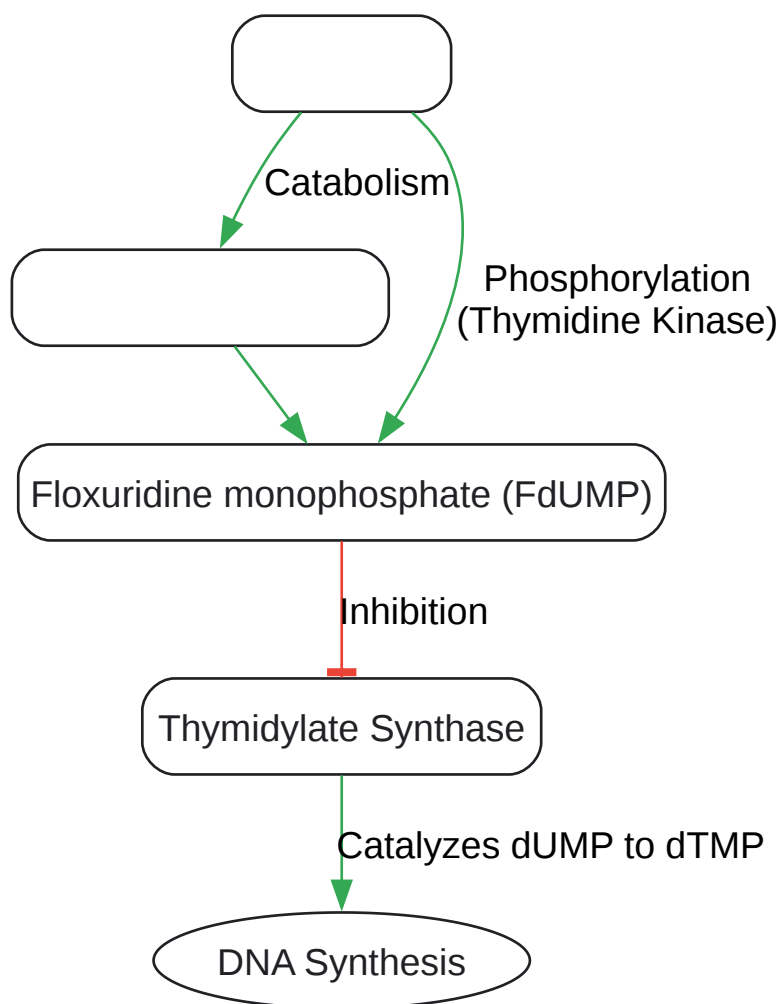 Catabolism
Phosphorylation
(Thymidine Kinase)
Floxuridine monophosphate (FdUMP)
Inhibition
Thymidylate Synthase
Catalyzes dUMP to dTMP
DNA Synthesis